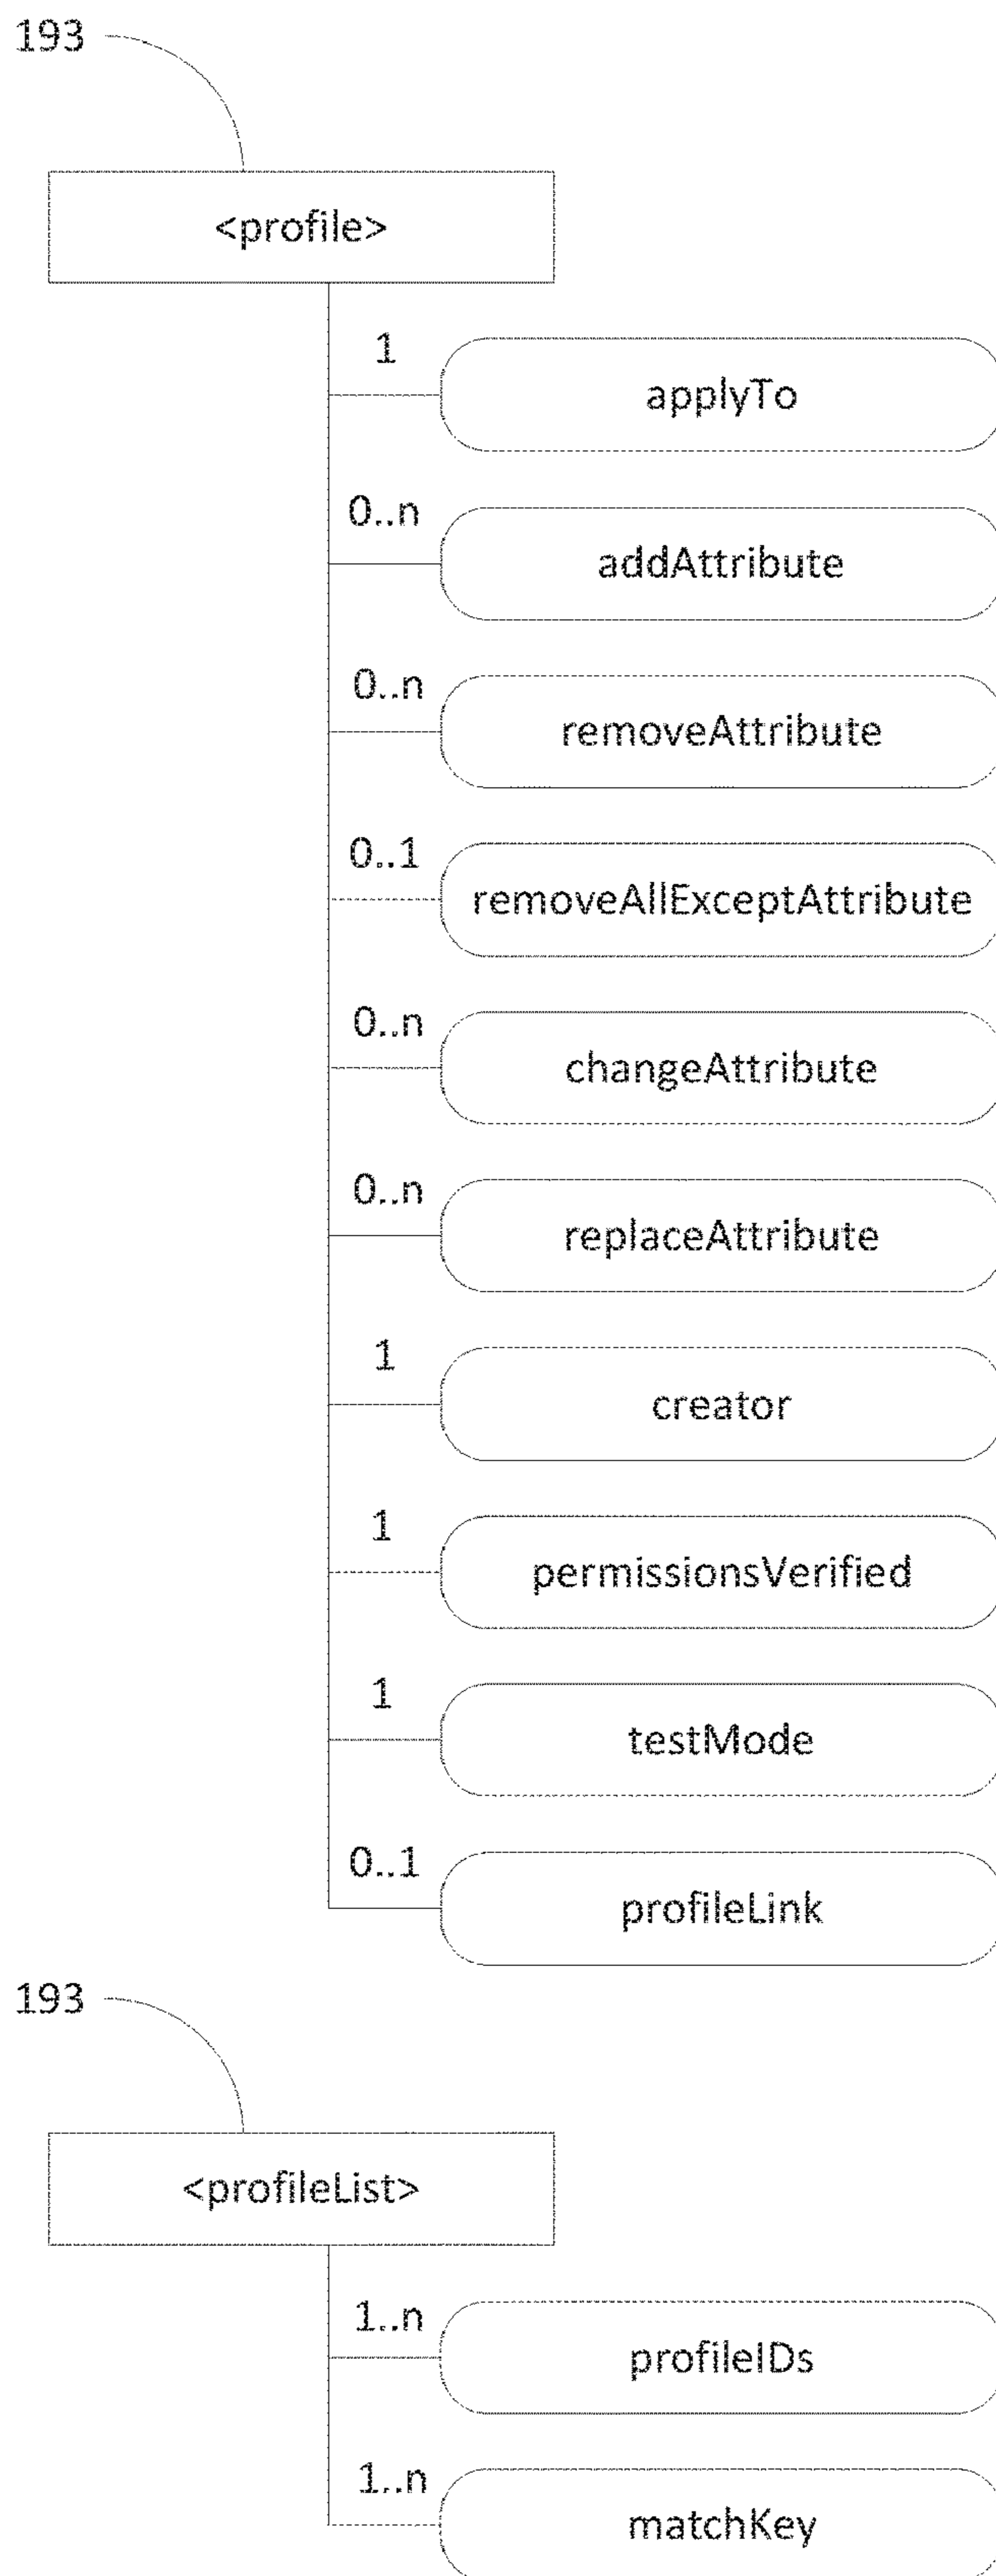 193
<profile>
1
applyTo
0..n
addAttribute
0..n
removeAttribute
0..1
removeAllExceptAttribute
0..n
changeAttribute
0..n
replaceAttribute
1
creator
1
permissionsVerified
1
testMode
0..1
profileLink
193
<profileList>
1..n
profileIDs
1..n
matchKey